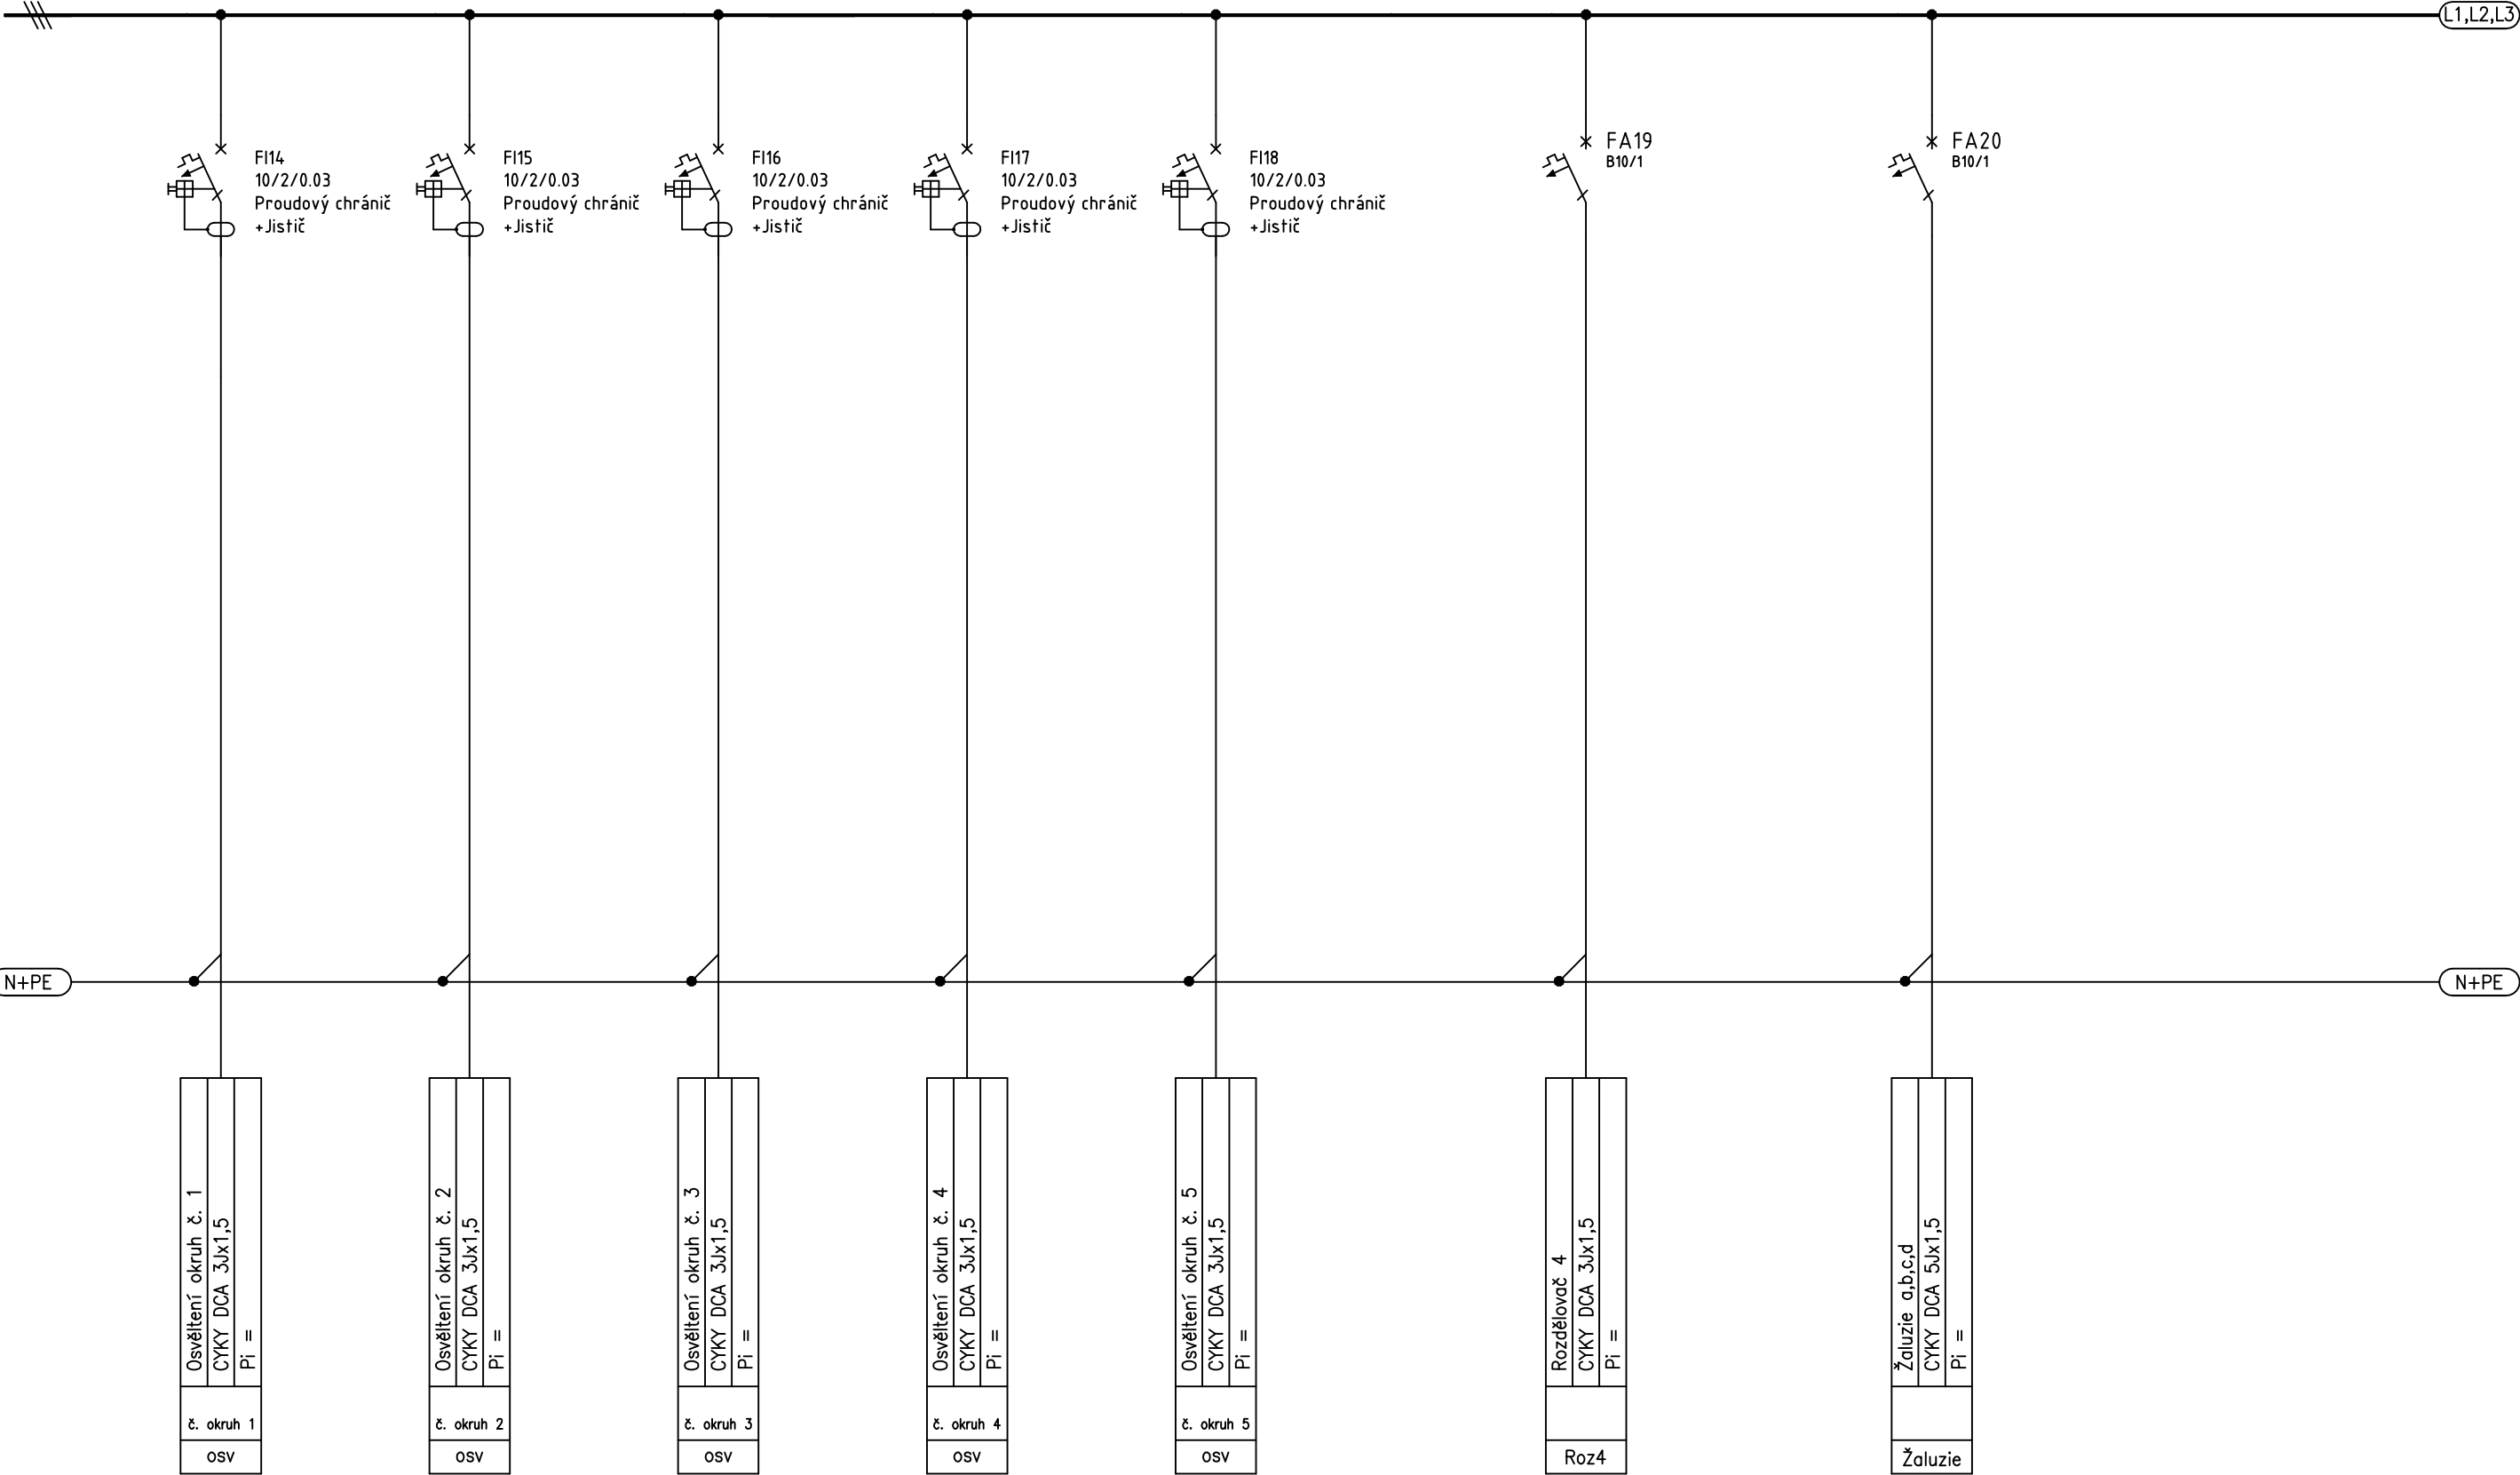 L1,L2,L3
FI14
10/2/0.03
Proudový chránič
+Jistič
FI15
10/2/0.03
Proudový chránič
+Jistič
FI16
10/2/0.03
Proudový chránič
+Jistič
FI17
10/2/0.03
Proudový chránič
+Jistič
FI18
10/2/0.03
Proudový chránič
+Jistič
FA19
B10/1
FA20
B10/1
N+PE
N+PE
Osvěltení okruh č. 1
CYKY DCA 3Jx1,5
Pi =
č. okruh 1
osv
Osvěltení okruh č. 2
CYKY DCA 3Jx1,5
Pi =
č. okruh 2
osv
Osvěltení okruh č. 3
CYKY DCA 3Jx1,5
Pi =
č. okruh 3
osv
Osvěltení okruh č. 4
CYKY DCA 3Jx1,5
Pi =
č. okruh 4
osv
Osvěltení okruh č. 5
CYKY DCA 3Jx1,5
Pi =
č. okruh 5
osv
Rozdělovač 4
CYKY DCA 3Jx1,5
Pi =
Roz4
Žaluzie a,b,c,d
CYKY DCA 5Jx1,5
Pi =
Žaluzie